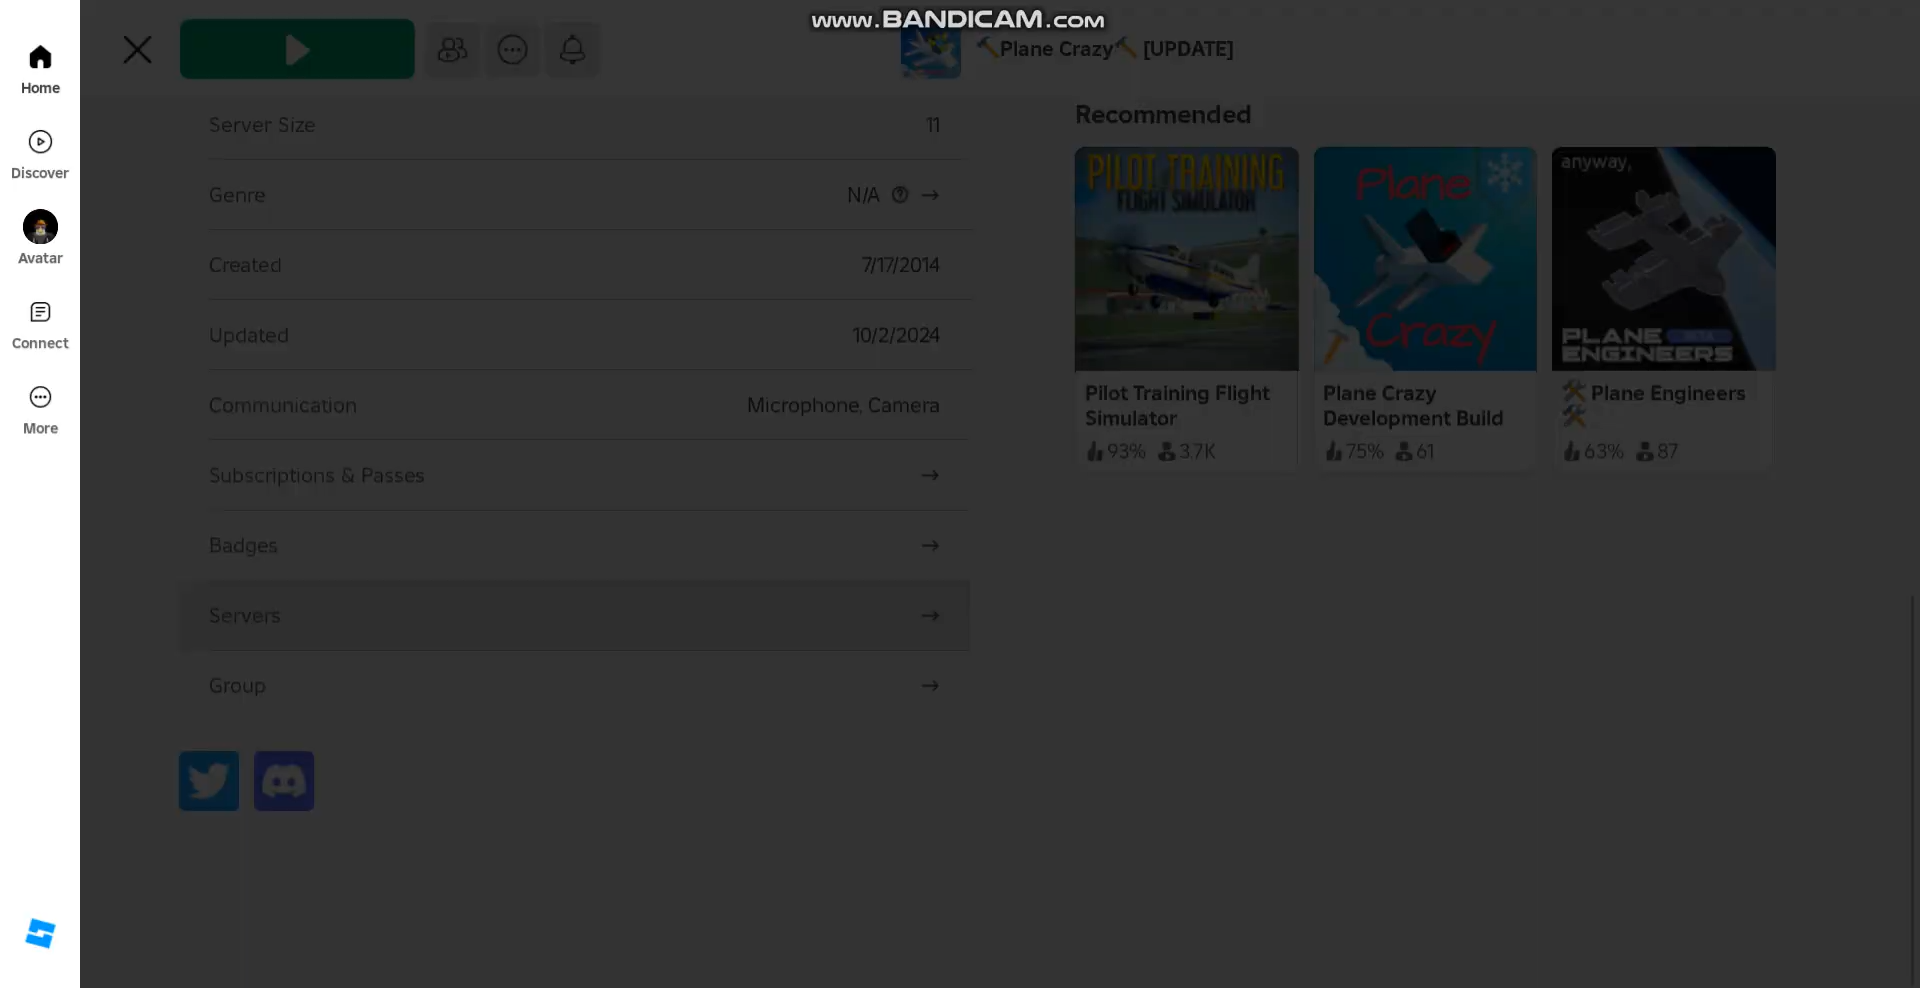 www.BANDICAM.com
🔨Plane Crazy🔨 [UPDATE]
Home
Discover
Avatar
Connect
More
Server Size 11
Genre N/A
Created 7/17/2014
Updated 10/2/2024
Communication Microphone, Camera
Subscriptions & Passes
Badges
Servers
Group
Recommended
PILOT TRAINING
FLIGHT SIMULATOR
Pilot Training Flight
Simulator
93% 3.7K
Plane
Crazy
Plane Crazy
Development Build
75% 61
anyway,
PLANE BETA
ENGINEERS
🛠️ Plane Engineers
🛠️
63% 87